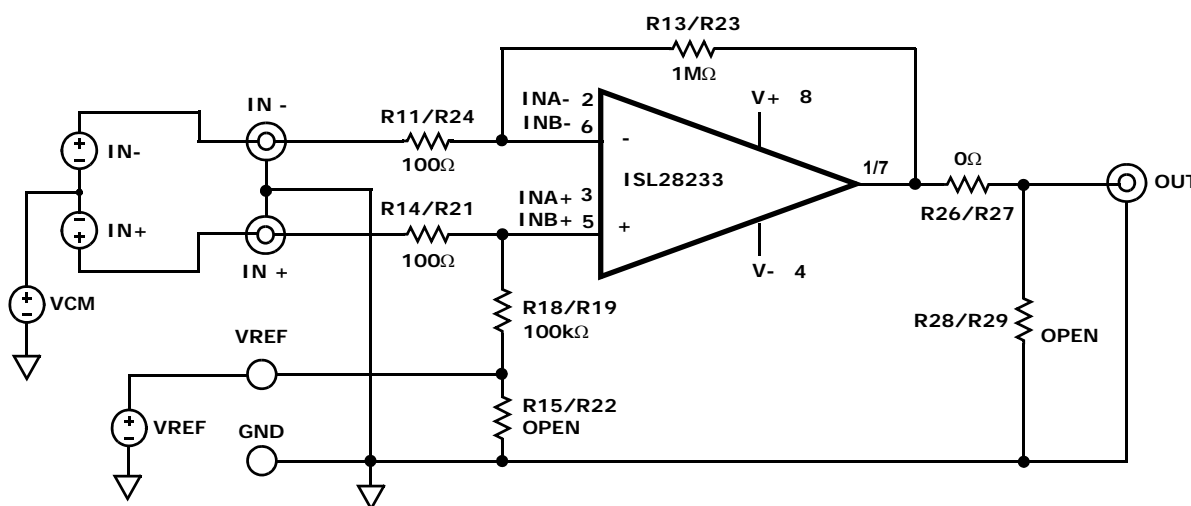 R13/R23
1MΩ
IN -
INA- 2
INB- 6
V+ 8
R11/R24
100Ω
-
IN-
+ -
ISL28233
1/7
0Ω
OUT
R26/R27
INA+ 3
INB+ 5
+
R14/R21
100Ω
IN+
- +
IN +
V- 4
VCM
+ -
R18/R19
100kΩ
R28/R29
OPEN
VREF
R15/R22
OPEN
VREF
+ -
GND